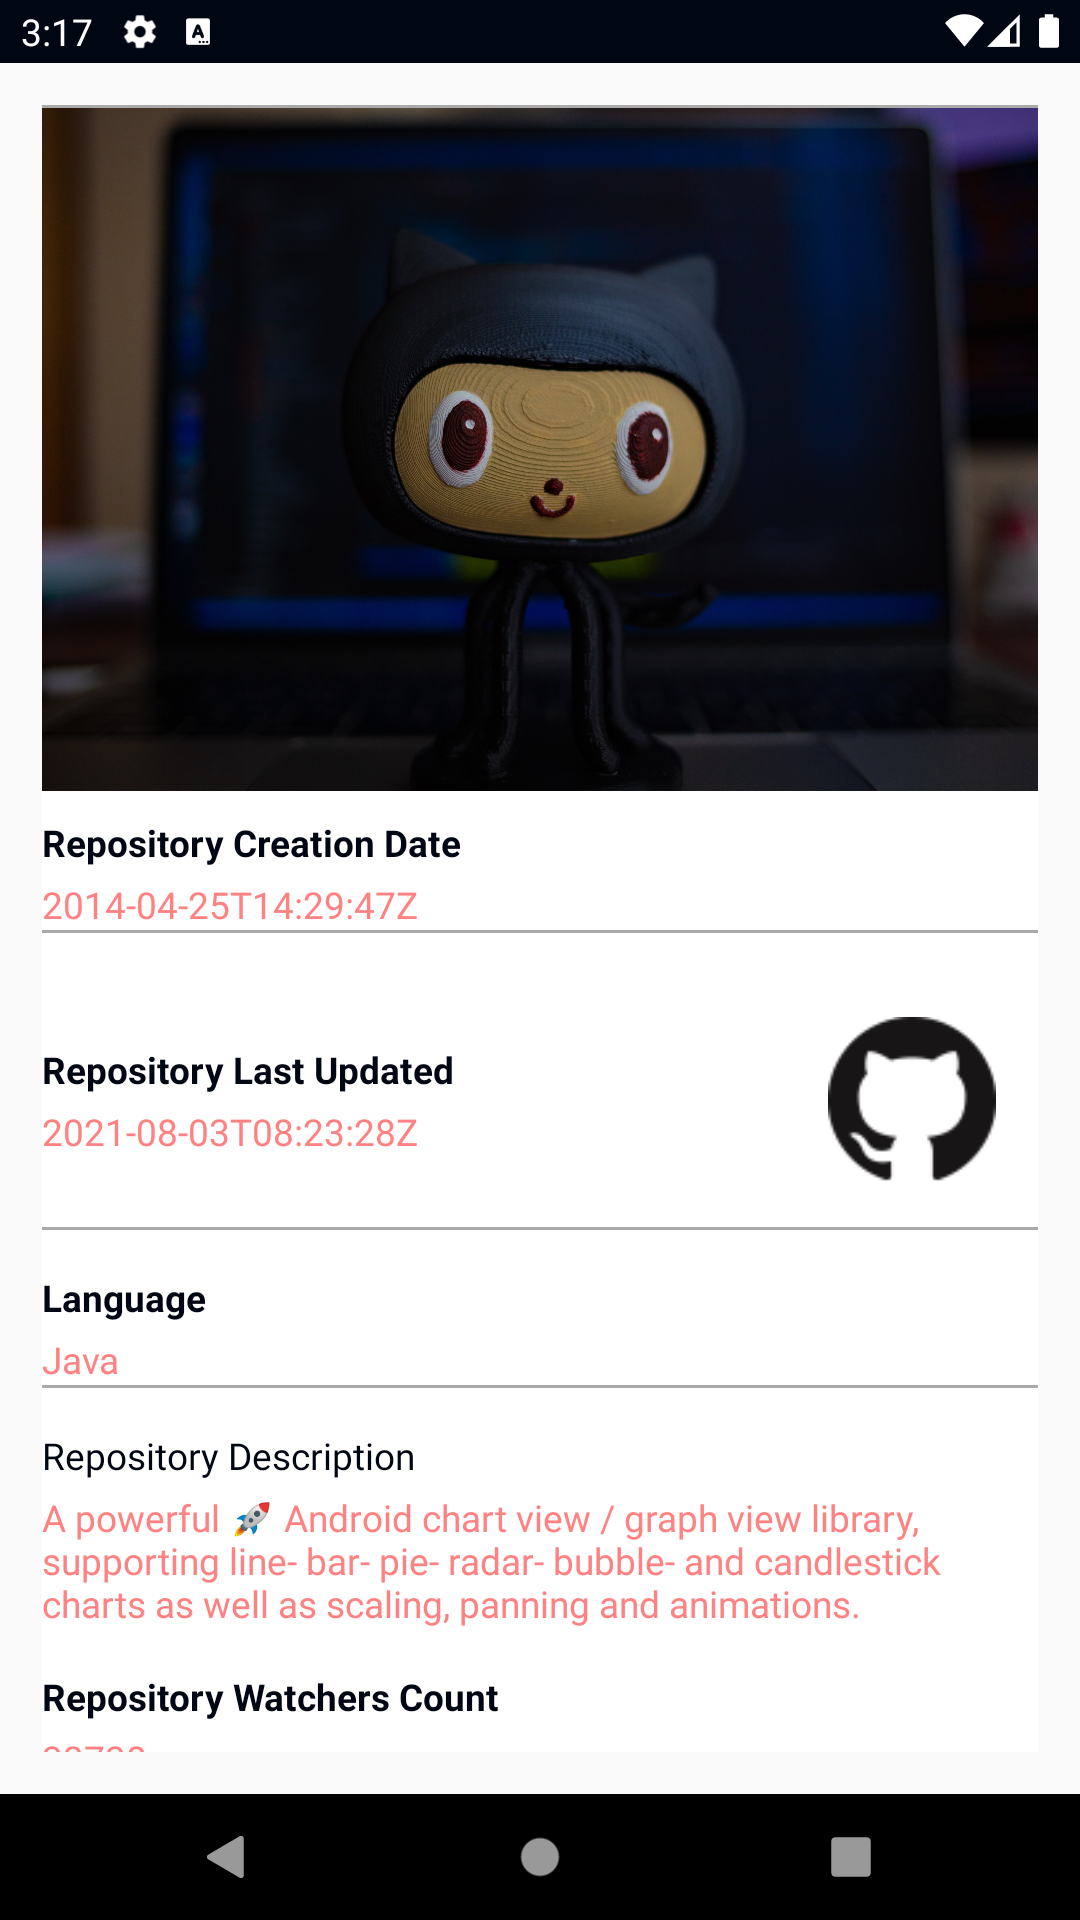 3:17
Repository Creation Date
2014-04-25T14:29:47Z
Repository Last Updated
2021-08-03T08:23:28Z
Language
Java
Repository Description
A powerful 🚀 Android chart view / graph view library,
supporting line- bar- pie- radar- bubble- and candlestick
charts as well as scaling, panning and animations.
Repository Watchers Count